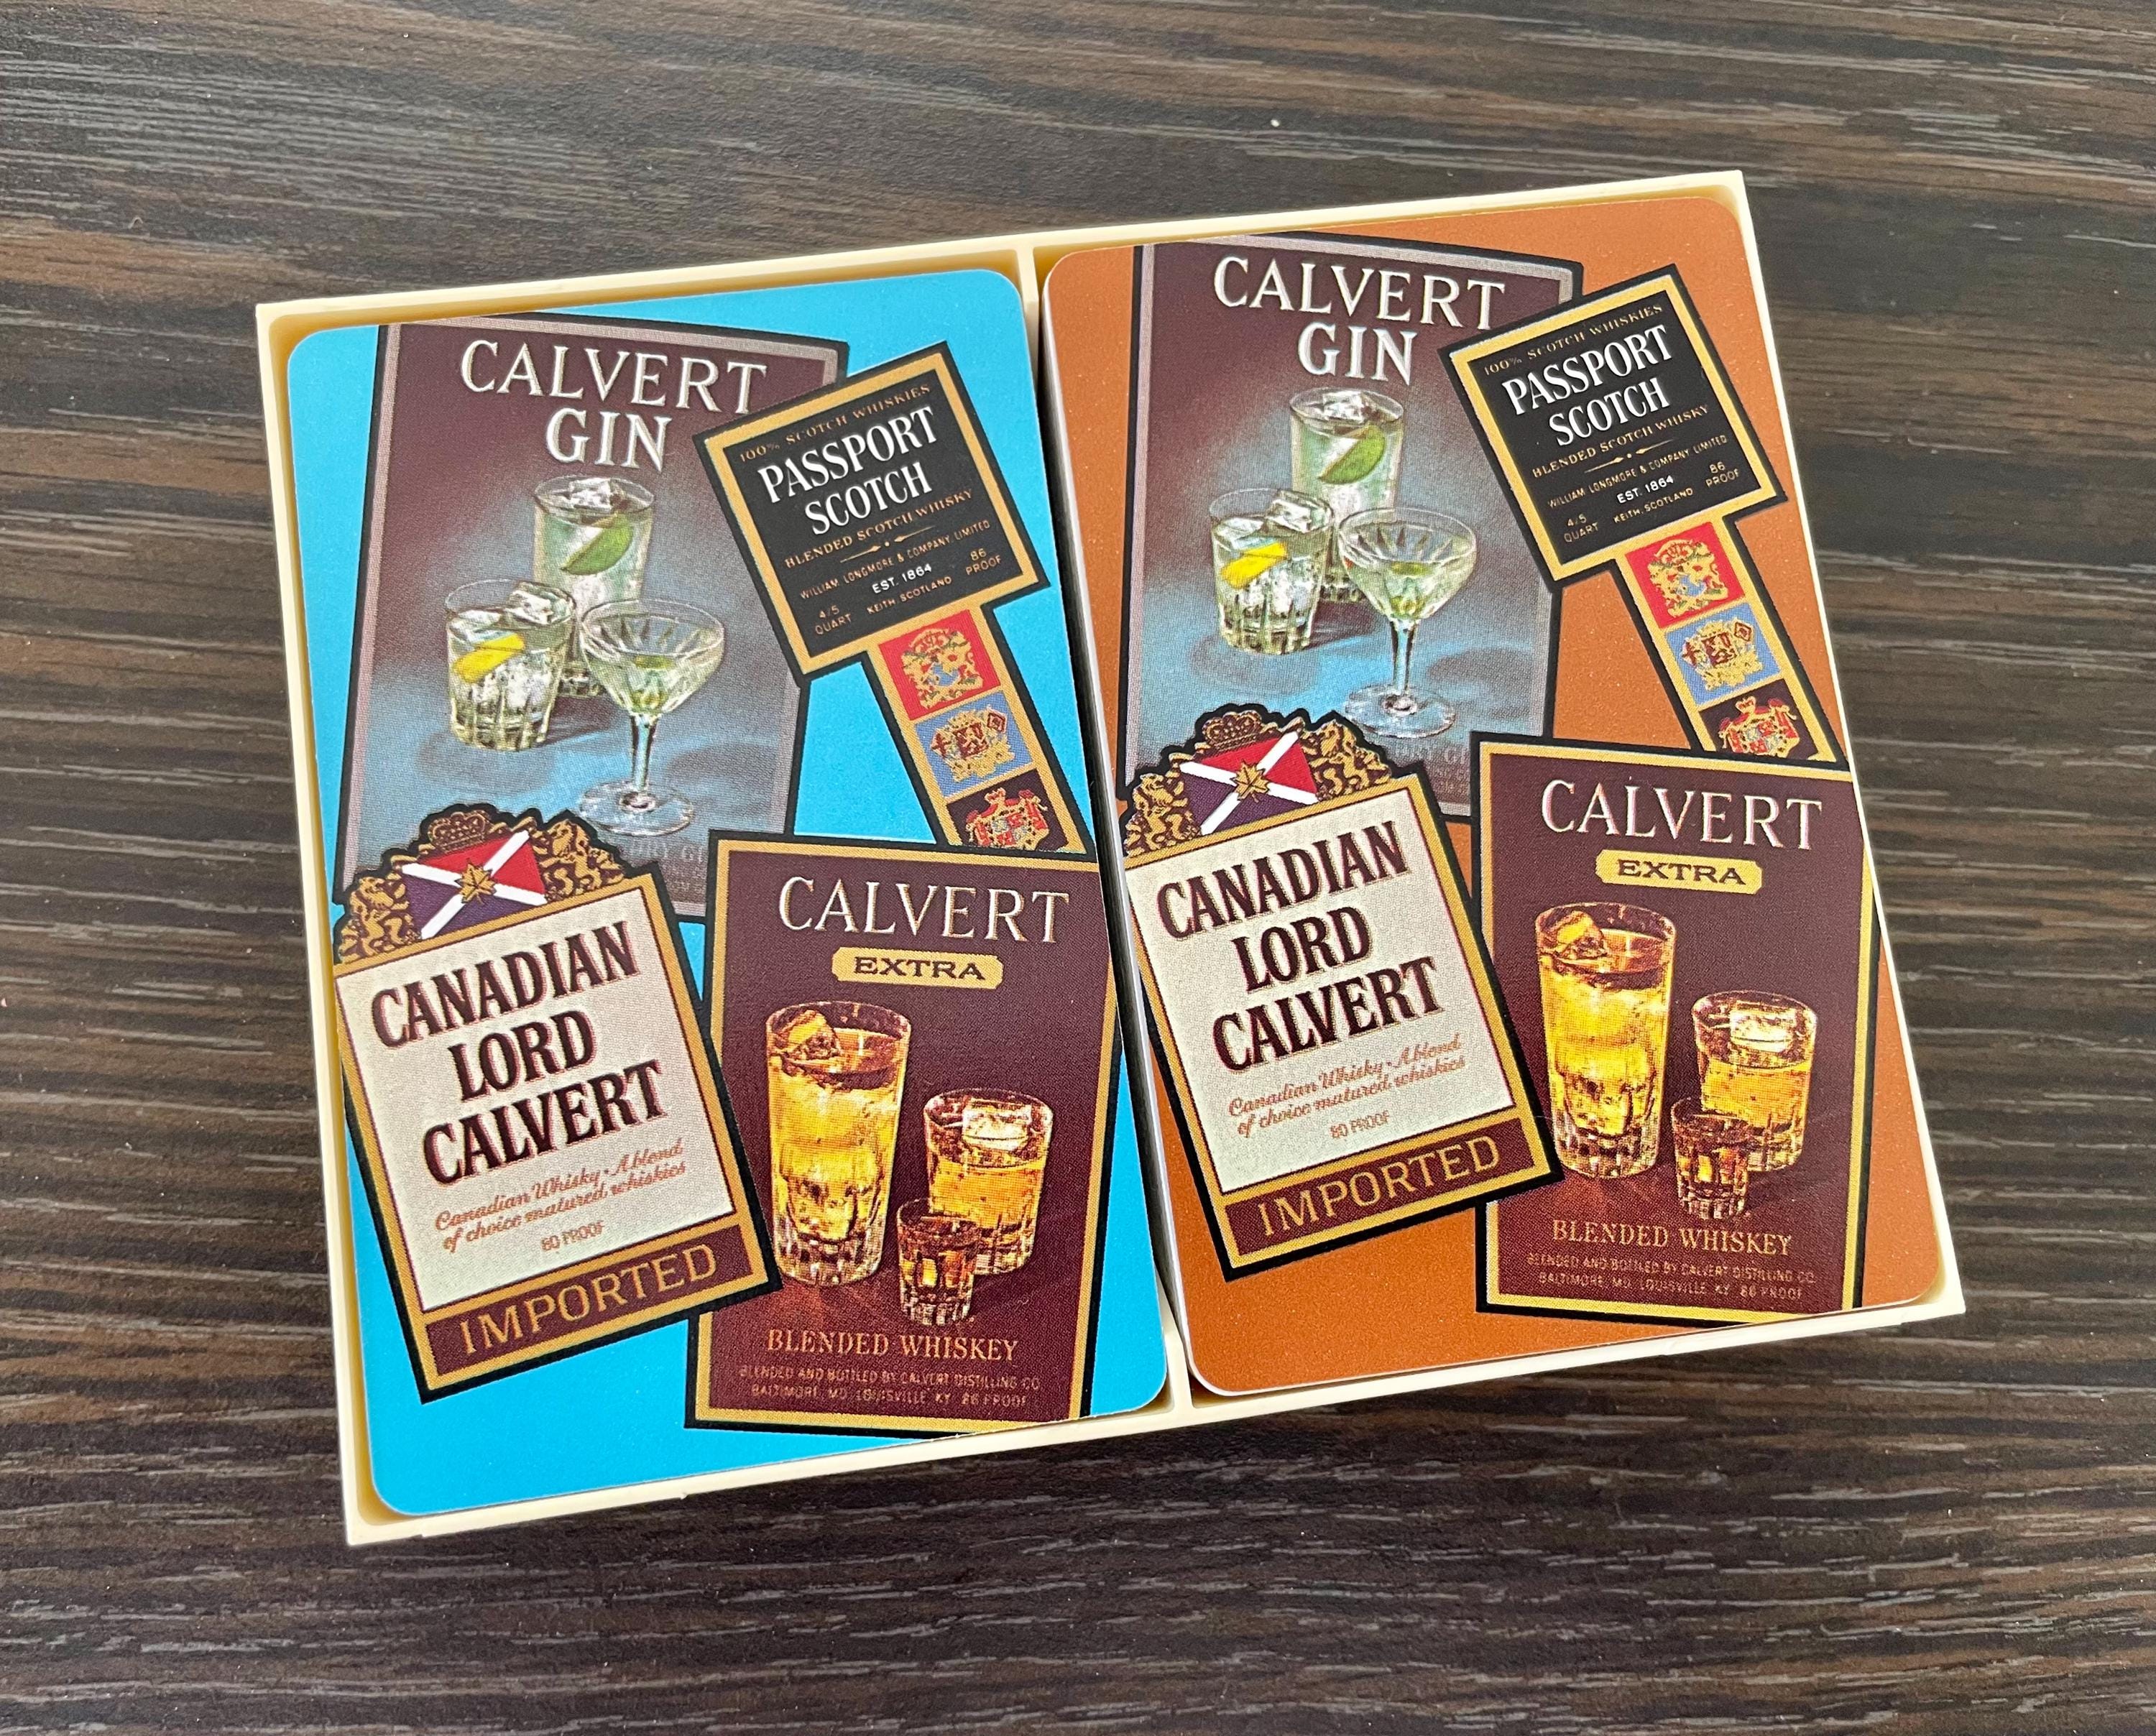 CALVERT
GIN
100% SCOTCH WHISKIES
PASSPORT
SCOTCH
BLENDED SCOTCH WHISKY
WILLIAM LONGMORE & COMPANY LIMITED
EST. 1864
4/5 QUART
KEITH, SCOTLAND
86 PROOF
DRY
CANADIAN
LORD
CALVERT
Canadian Whisky • A blend
of choice matured whiskies
80 PROOF
IMPORTED
CALVERT
EXTRA
BLENDED WHISKEY
BLENDED AND BOTTLED BY CALVERT DISTILLING CO.
BALTIMORE, MD. LOUISVILLE, KY. 86 PROOF
CALVERT
GIN
100% SCOTCH WHISKIES
PASSPORT
SCOTCH
BLENDED SCOTCH WHISKY
WILLIAM LONGMORE & COMPANY LIMITED
EST. 1864
4/5 QUART
KEITH, SCOTLAND
86 PROOF
DRY
CANADIAN
LORD
CALVERT
Canadian Whisky • A blend
of choice matured whiskies
80 PROOF
IMPORTED
CALVERT
EXTRA
BLENDED WHISKEY
BLENDED AND BOTTLED BY CALVERT DISTILLING CO.
BALTIMORE, MD. LOUISVILLE, KY. 86 PROOF